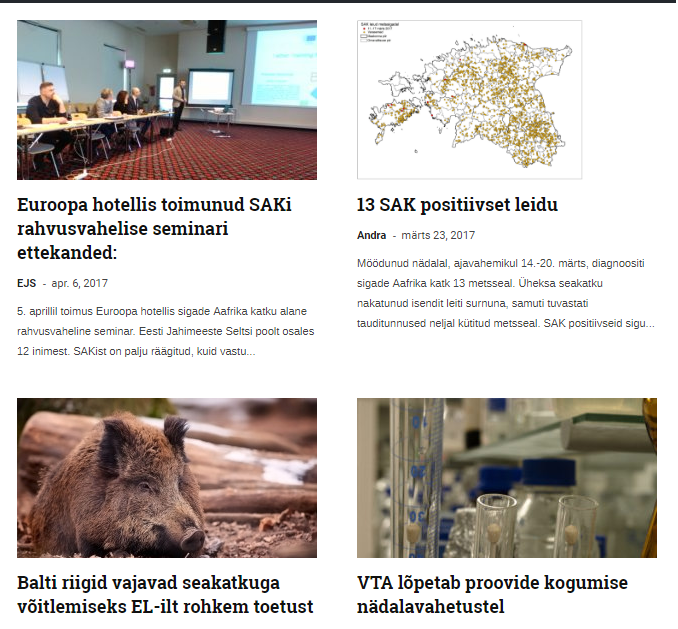 Euroopa hotellis toimunud SAKi
rahvusvahelise seminari
ettekanded:
EJS - apr. 6, 2017
5. aprillil toimus Euroopa hotellis sigade Aafrika katku alane
rahvusvaheline seminar. Eesti Jahimeeste Seltsi poolt osales
12 inimest. SAKist on palju räägitud, kuid vastu...
13 SAK positiivset leidu
Andra - märts 23, 2017
Möödunud nädalal, ajavahemikul 14.-20. märts, diagnoositi
sigade Aafrika katk 13 metsseal. Üheksa seakatku
nakatunud isendit leiti surnuna, samuti tuvastati
tauditunnused neljal kütitud metsseal. SAK positiivseid sigu...
Balti riigid vajavad seakatkuga
võitlemiseks EL-ilt rohkem toetust
VTA lõpetab proovide kogumise
nädalavahetustel